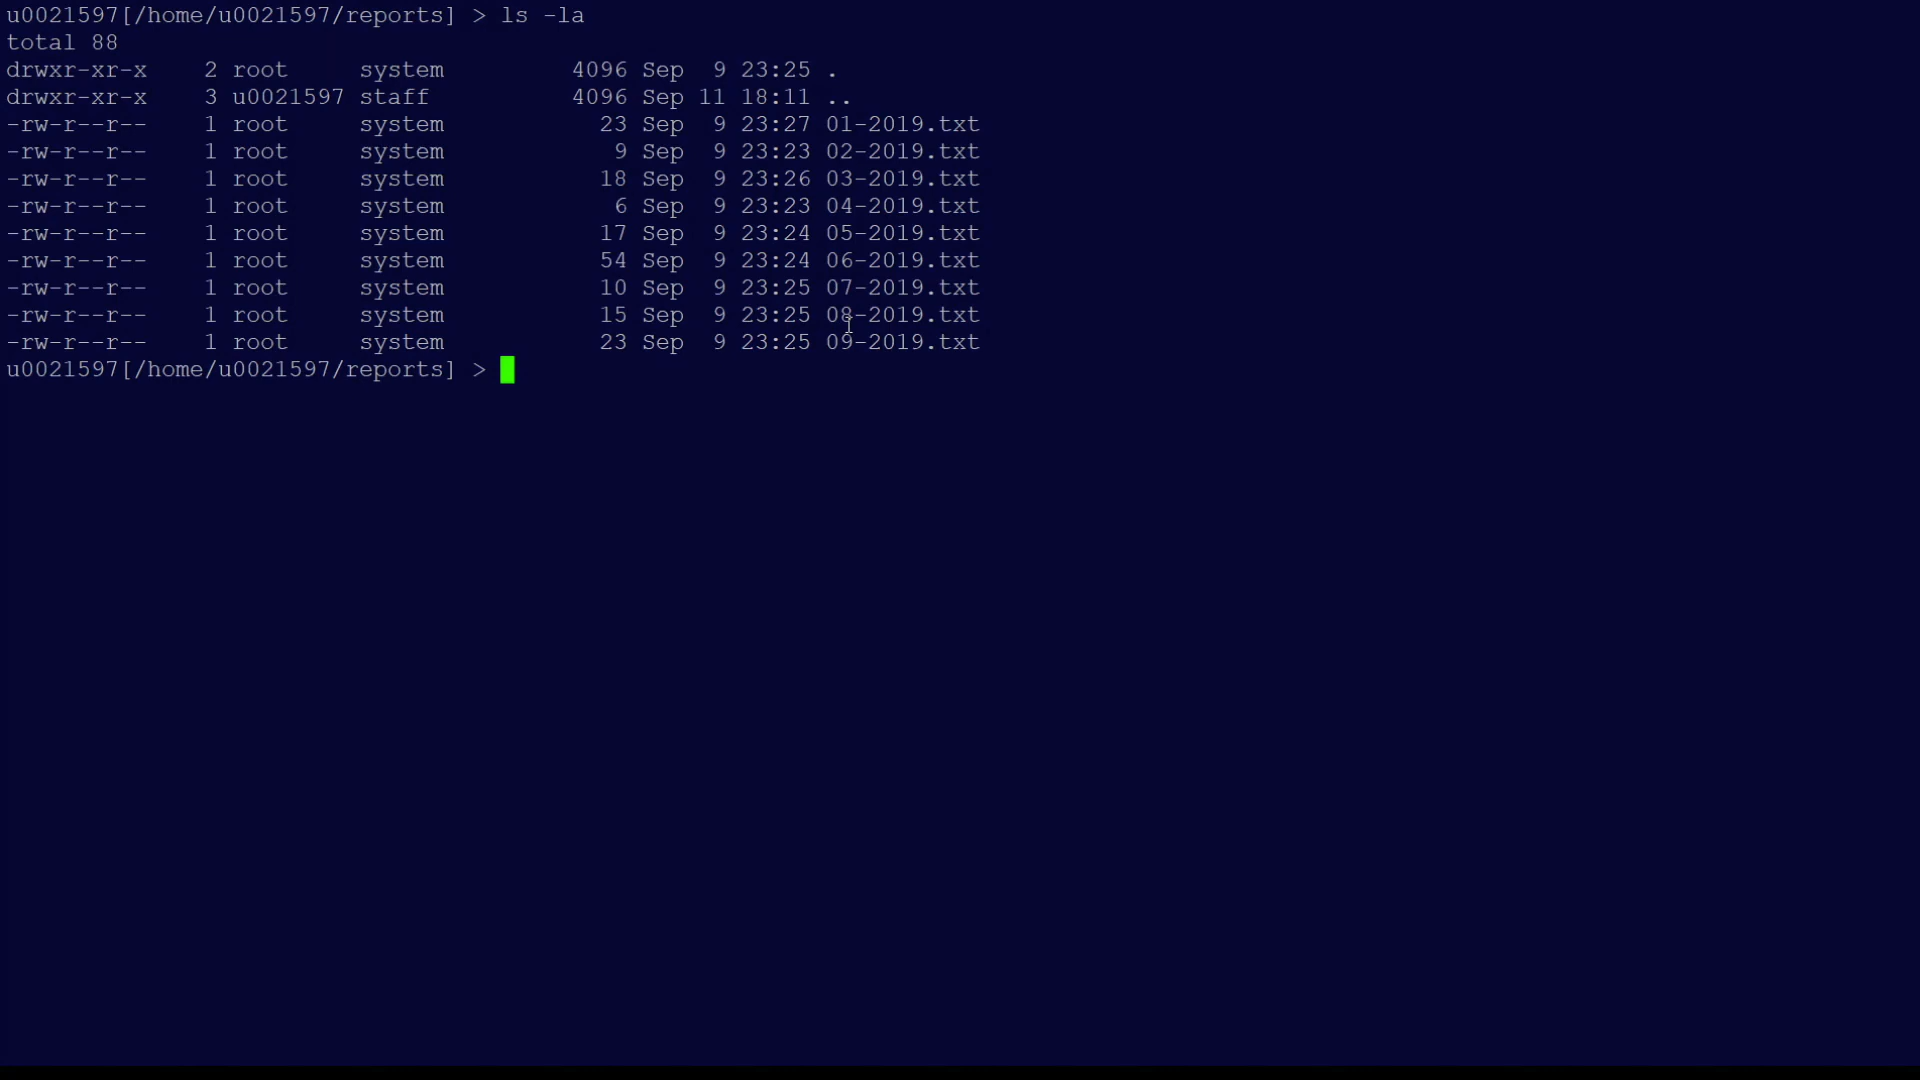 u0021597[/home/u0021597/reports] > ls -la
total 88
drwxr-xr-x    2 root     system         4096 Sep  9 23:25 .
drwxr-xr-x    3 u0021597 staff          4096 Sep 11 18:11 ..
-rw-r--r--    1 root     system           23 Sep  9 23:27 01-2019.txt
-rw-r--r--    1 root     system            9 Sep  9 23:23 02-2019.txt
-rw-r--r--    1 root     system           18 Sep  9 23:26 03-2019.txt
-rw-r--r--    1 root     system            6 Sep  9 23:23 04-2019.txt
-rw-r--r--    1 root     system           17 Sep  9 23:24 05-2019.txt
-rw-r--r--    1 root     system           54 Sep  9 23:24 06-2019.txt
-rw-r--r--    1 root     system           10 Sep  9 23:25 07-2019.txt
-rw-r--r--    1 root     system           15 Sep  9 23:25 08-2019.txt
-rw-r--r--    1 root     system           23 Sep  9 23:25 09-2019.txt
u0021597[/home/u0021597/reports] >